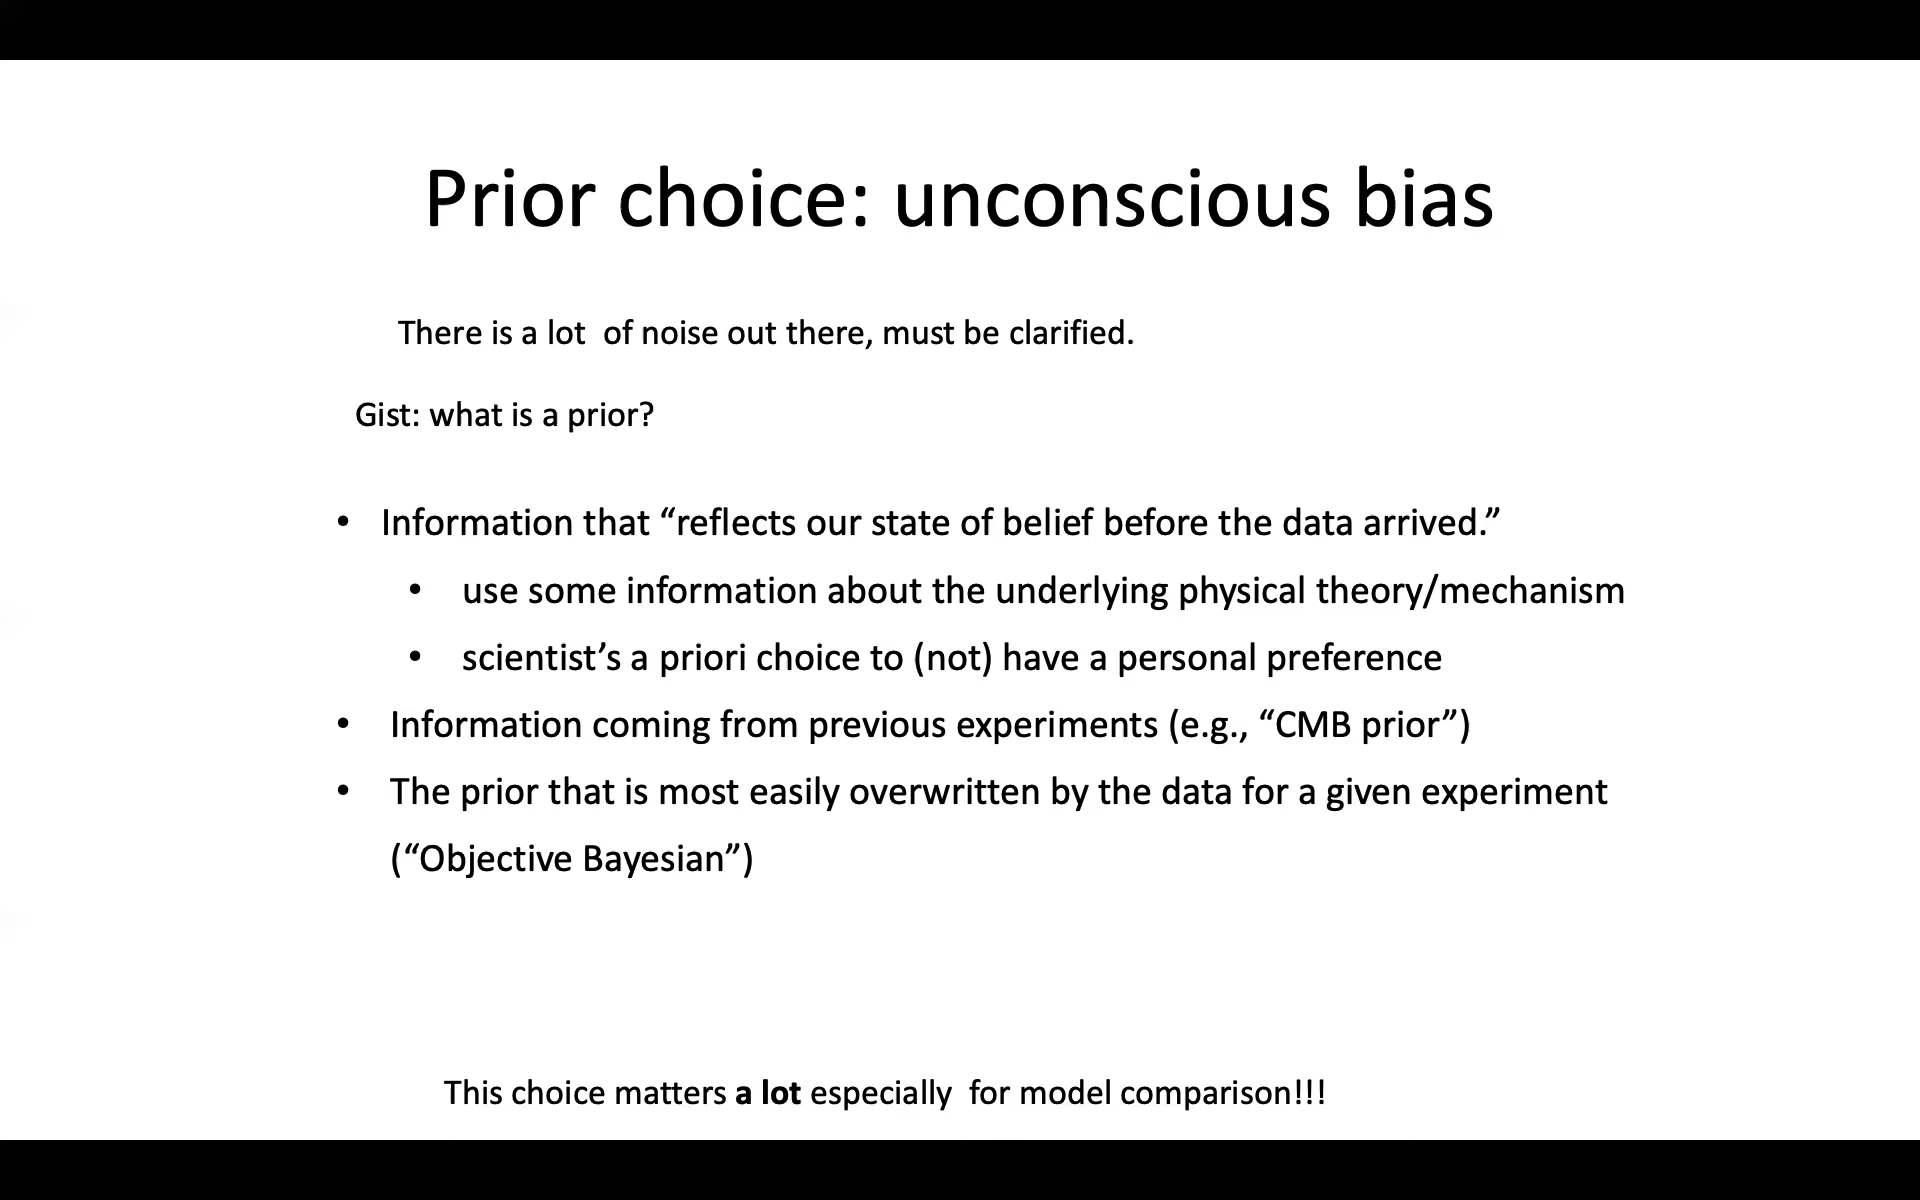 Prior choice: unconscious bias
There is a lot  of noise out there, must be clarified.
Gist: what is a prior?
• Information that “reflects our state of belief before the data arrived.”
• use some information about the underlying physical theory/mechanism
• scientist’s a priori choice to (not) have a personal preference
• Information coming from previous experiments (e.g., “CMB prior”)
• The prior that is most easily overwritten by the data for a given experiment
(“Objective Bayesian”)
This choice matters a lot especially  for model comparison!!!